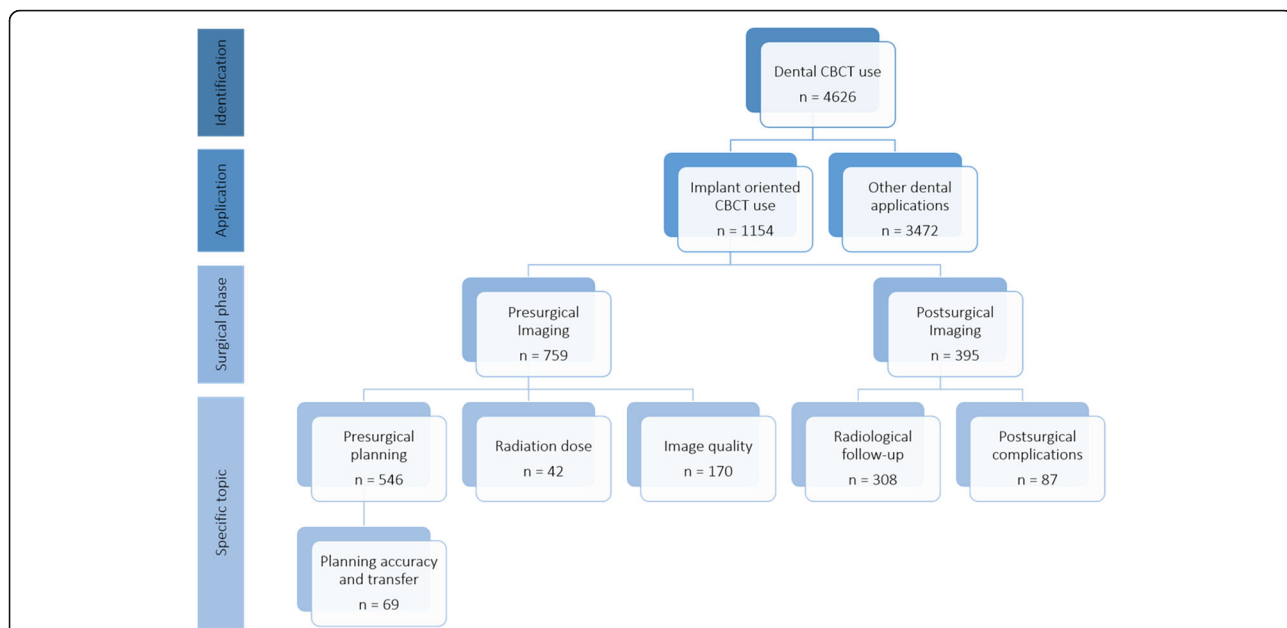 Identification
Dental CBCT use
n = 4626
Application
Implant oriented
CBCT use
n = 1154
Other dental
applications
n = 3472
Surgical phase
Presurgical
Imaging
n = 759
Postsurgical
Imaging
n = 395
Specific topic
Presurgical
planning
n = 546
Radiation dose
n = 42
Image quality
n = 170
Radiological
follow-up
n = 308
Postsurgical
complications
n = 87
Planning accuracy
and transfer
n = 69